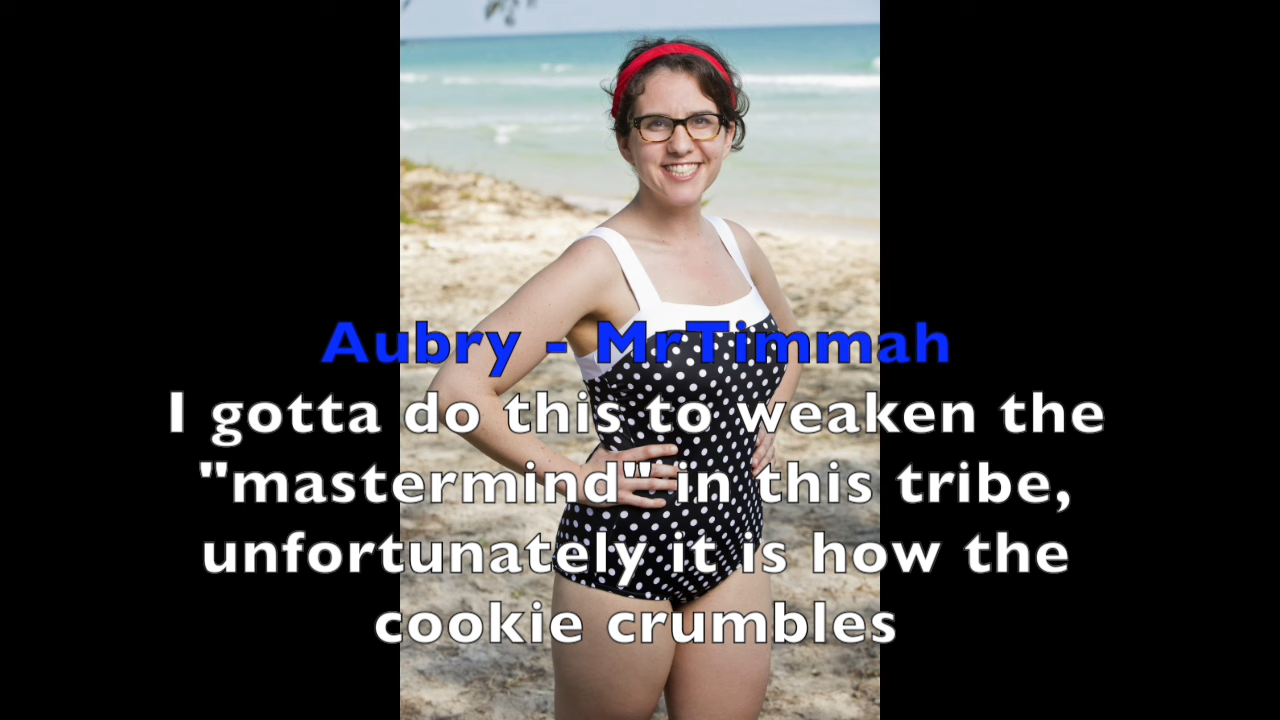 Aubry - MrTimmah
I gotta do this to weaken the
"mastermind" in this tribe,
unfortunately it is how the
cookie crumbles